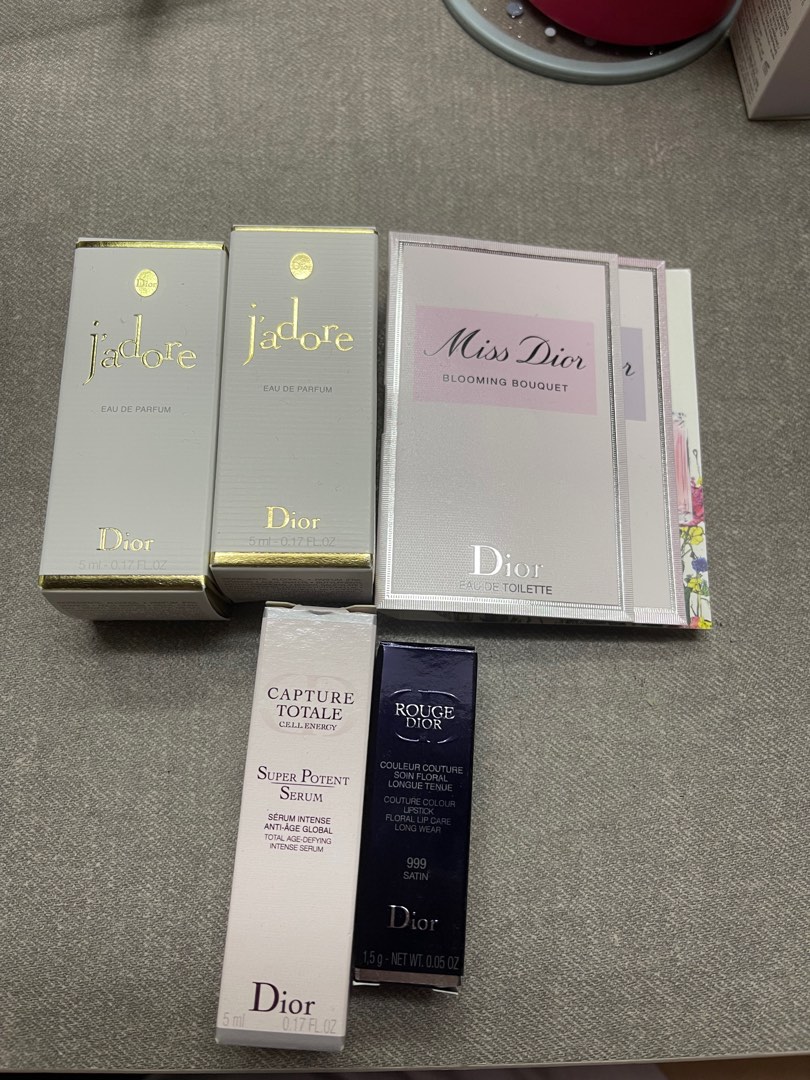 Dior
j'adore
EAU DE PARFUM
Dior
5 ml - 0.17 FL.OZ
Dior
j'adore
EAU DE PARFUM
Dior
5 ml - 0.17 FL.OZ
Miss Dior
BLOOMING BOUQUET
Dior
EAU DE TOILETTE
r
CAPTURE
TOTALE
C.E.L.L. ENERGY
SUPER POTENT
SERUM
SÉRUM INTENSE
ANTI-ÂGE GLOBAL
TOTAL AGE-DEFYING
INTENSE SERUM
Dior
5 ml 0.17 FL.OZ
ROUGE
DIOR
COULEUR COUTURE
SOIN FLORAL
LONGUE TENUE
COUTURE COLOUR
LIPSTICK
FLORAL LIP CARE
LONG WEAR
999
SATIN
Dior
1,5 g - NET WT. 0.05 OZ